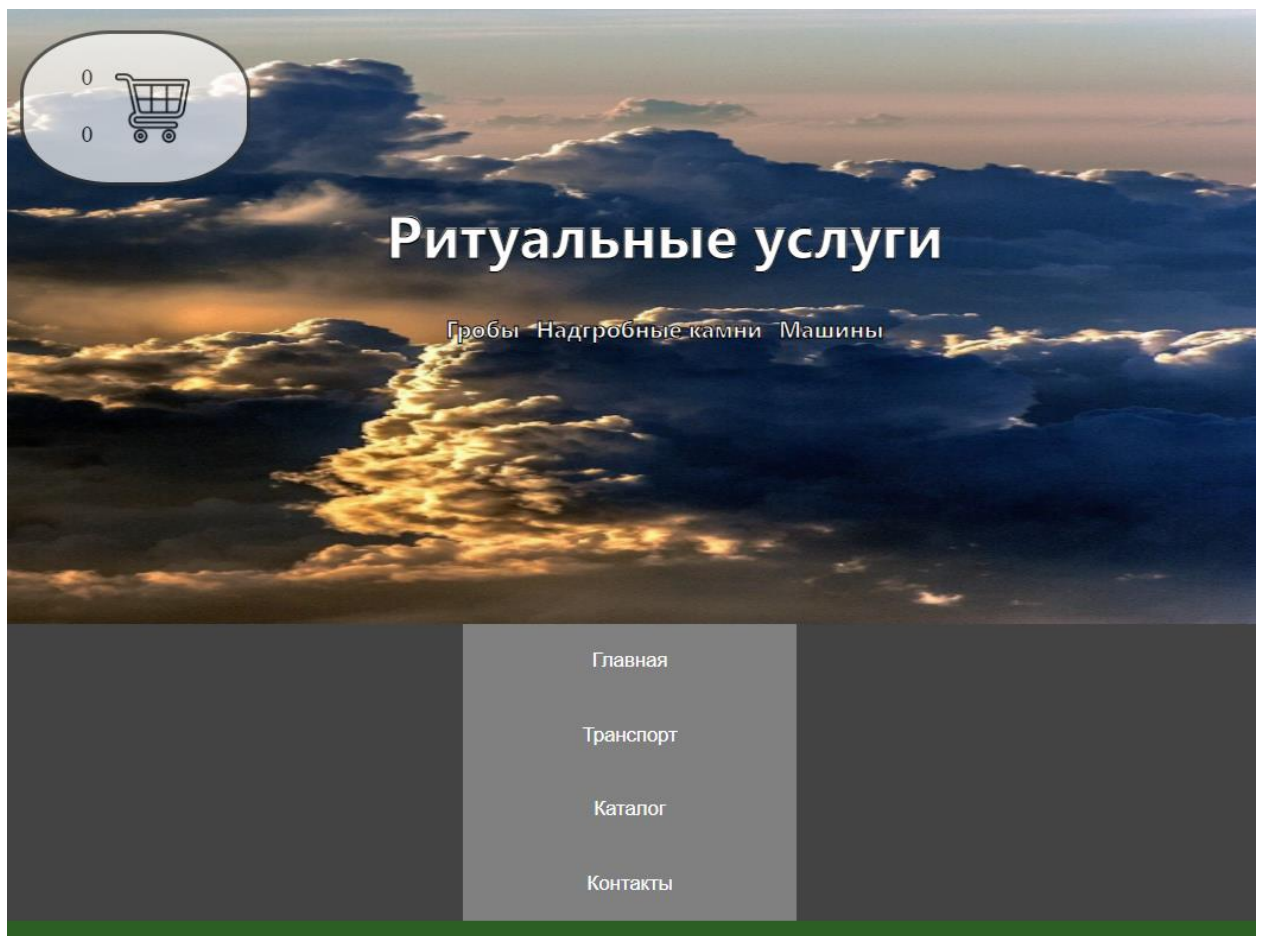 0
0
Ритуальные услуги
Гробы Надгробные камни Машины
Главная
Транспорт
Каталог
Контакты